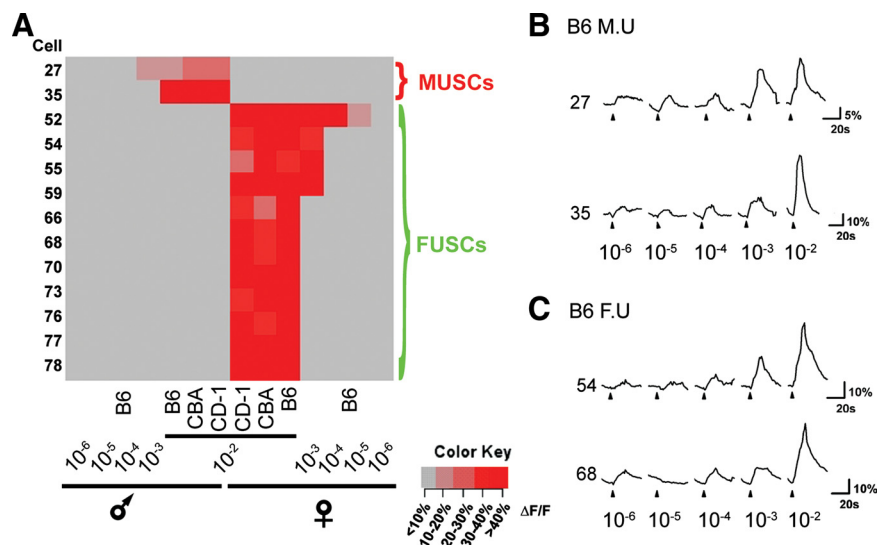 A
Cell
27
35
52
54
55
59
66
68
70
73
76
77
78
MUSCs
FUSCs
B6 B6 CBA CD-1 CD-1 CBA B6 B6
10-6 10-5 10-4 10-3 10-2 10-3 10-4 10-5 10-6
♂ ♀
Color Key
<10% 10-20% 20-30% 30-40% >40% ΔF/F
B B6 M.U
27
5%
20s
35
10%
20s
10-6 10-5 10-4 10-3 10-2
C B6 F.U
54
10%
20s
68
10%
20s
10-6 10-5 10-4 10-3 10-2